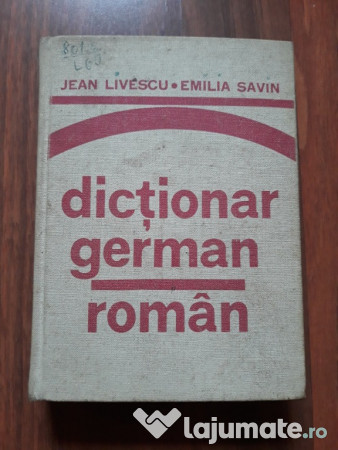 JEAN LIVESCU • EMILIA SAVIN
dicționar
german
român
lajumate.ro